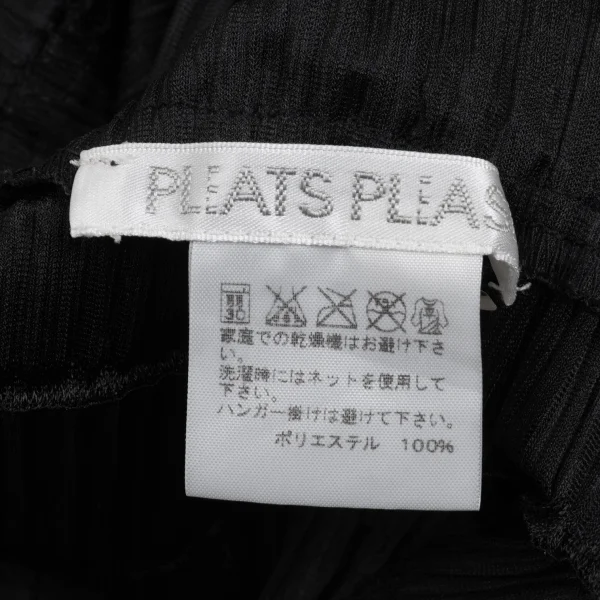 PLEATS PLEAS
弱
30
家庭での乾燥機はお避け下さ
い。
洗濯時にはネットを使用して
下さい。
ハンガー掛けは避けて下さい。
ポリエステル 100%